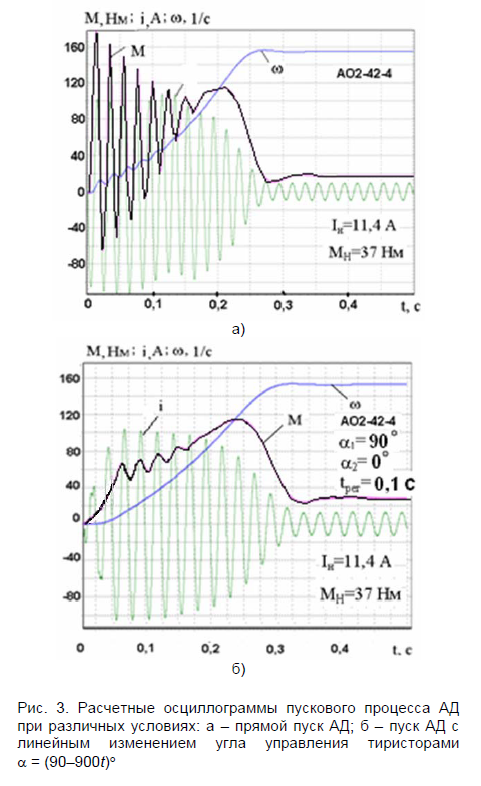 а)
M, Нм; i, A; ω, 1/c
160
M
ω
120
АО2-42-4
80
40
0
-40
Iн=11,4 А
-80
Mн=37 Нм
0
0,1
0,2
0,3
0,4
t, c
а)
M, Нм; i, A; ω, 1/c
160
i
ω
120
M
АО2-42-4
α₁=90°
80
α₂=0°
40
tрег=0,1 c
0
-40
Iн=11,4 А
-80
Mн=37 Нм
0
0,1
0,2
0,3
0,4
t, c
б)
Рис. 3. Расчетные осциллограммы пускового процесса АД
при различных условиях: а – прямой пуск АД; б – пуск АД с
линейным изменением угла управления тиристорами
α = (90–900t)º